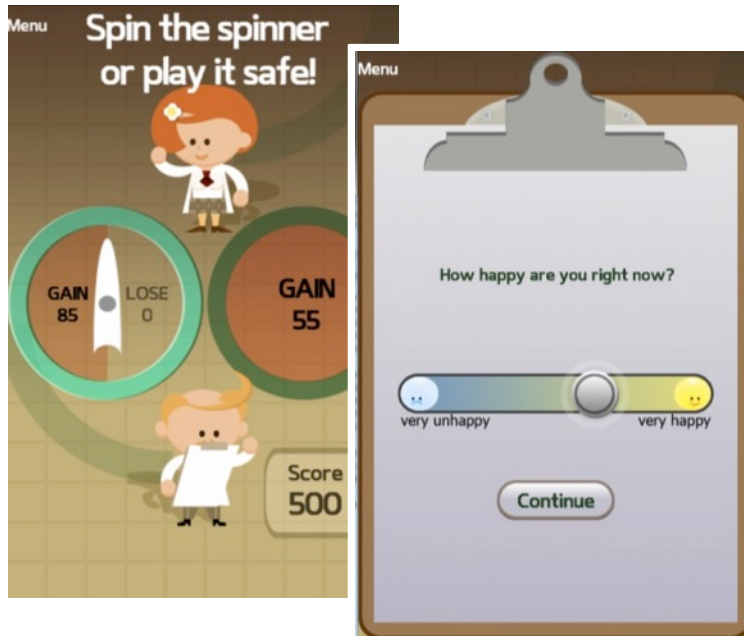 Menu
Spin the spinner
or play it safe!
GAIN
85
LOSE
0
GAIN
55
Score
500
Menu
How happy are you right now?
very unhappy
very happy
Continue